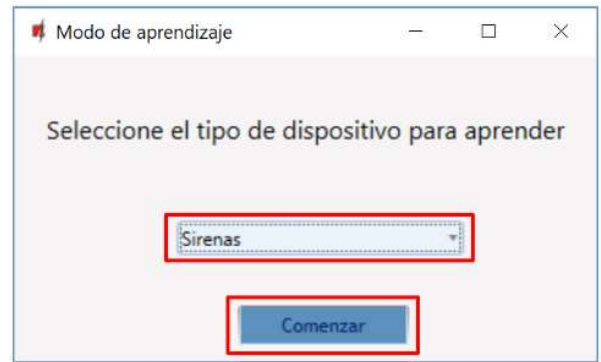 Modo de aprendizaje
Seleccione el tipo de dispositivo para aprender
Sirenas
Comenzar